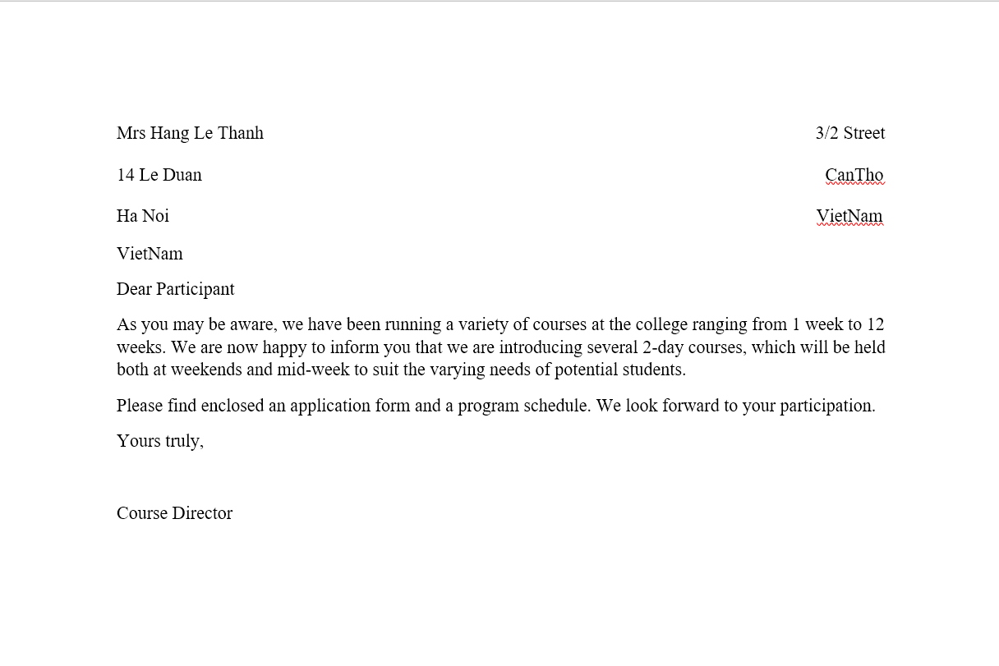 Mrs Hang Le Thanh 3/2 Street
14 Le Duan CanTho
Ha Noi VietNam
VietNam
Dear Participant
As you may be aware, we have been running a variety of courses at the college ranging from 1 week to 12
weeks. We are now happy to inform you that we are introducing several 2-day courses, which will be held
both at weekends and mid-week to suit the varying needs of potential students.
Please find enclosed an application form and a program schedule. We look forward to your participation.
Yours truly,
Course Director